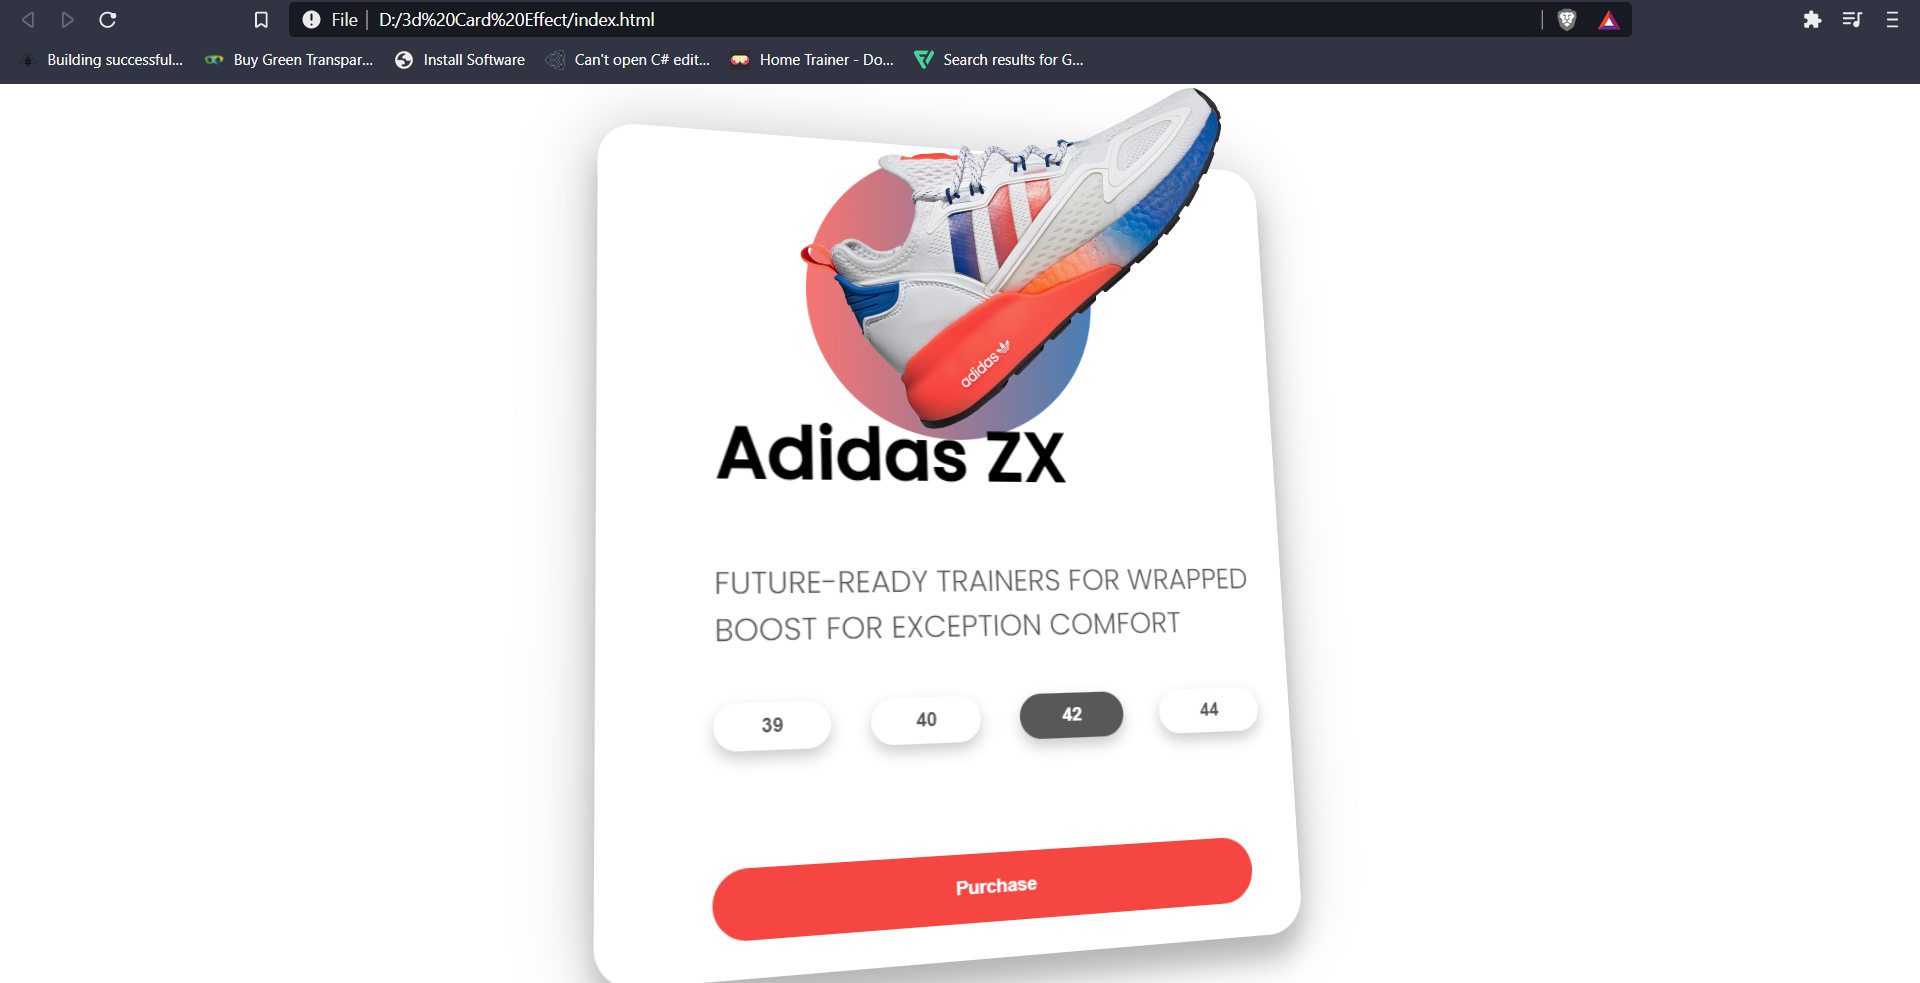 File | D:/3d%20Card%20Effect/index.html
Building successful... Buy Green Transpar... Install Software Can't open C# edit... Home Trainer - Do... Search results for G...
adidas
Adidas ZX
FUTURE-READY TRAINERS FOR WRAPPED
BOOST FOR EXCEPTION COMFORT
39 40 42 44
Purchase